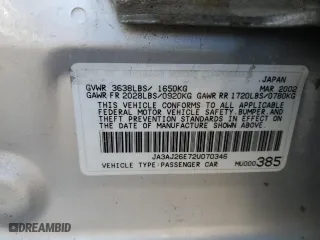 JAPAN
GVWR 3638LBS/ 1650KG MAR 2002
GAWR FR 2028LBS/0920KG GAWR RR 1720LBS/0780KG
THIS VEHICLE CONFORMS TO ALL APPLICABLE
FEDERAL MOTOR VEHICLE SAFETY, BUMPER,
AND THEFT PREVENTION STANDARDS IN EFFECT
ON THE DATE OF MANUFACTURE SHOWN ABOVE.
JA3AJ26E72U070346
VEHICLE TYPE:PASSENGER CAR MU000385